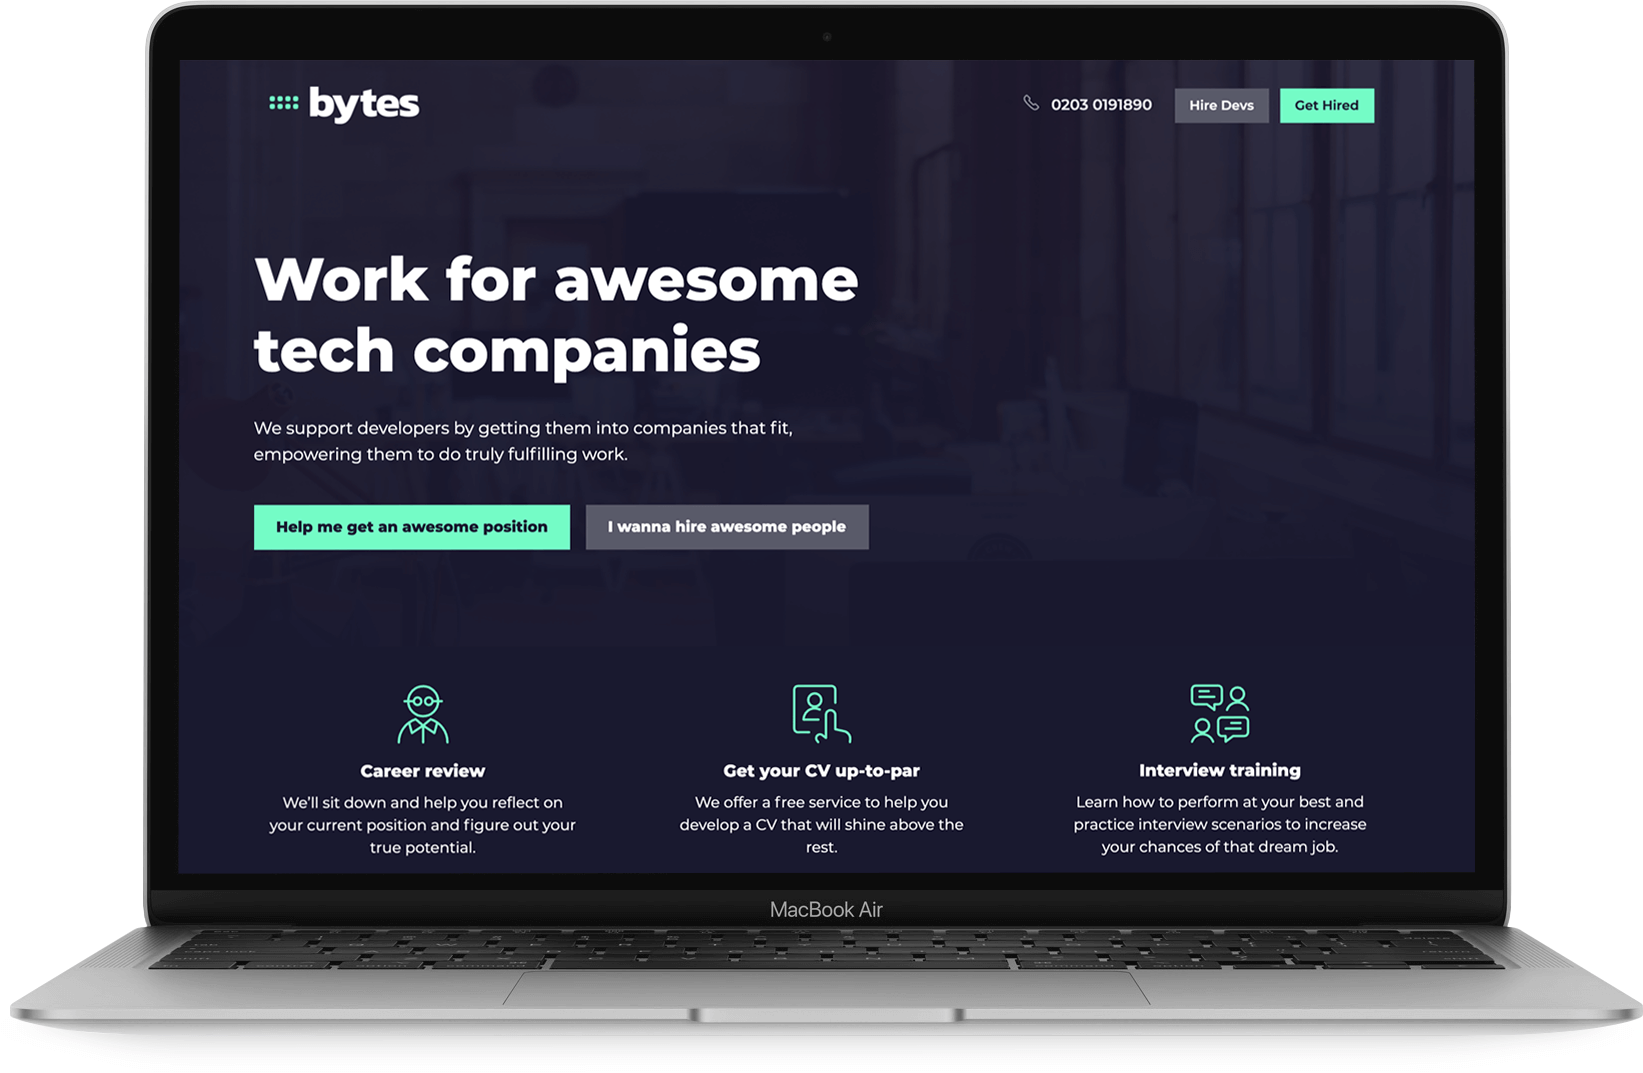 bytes
0203 0191890
Hire Devs
Get Hired
Work for awesome
tech companies
We support developers by getting them into companies that fit,
empowering them to do truly fulfilling work.
Help me get an awesome position
I wanna hire awesome people
Career review
We'll sit down and help you reflect on
your current position and figure out your
true potential.
Get your CV up-to-par
We offer a free service to help you
develop a CV that will shine above the
rest.
Interview training
Learn how to perform at your best and
practice interview scenarios to increase
your chances of that dream job.
MacBook Air